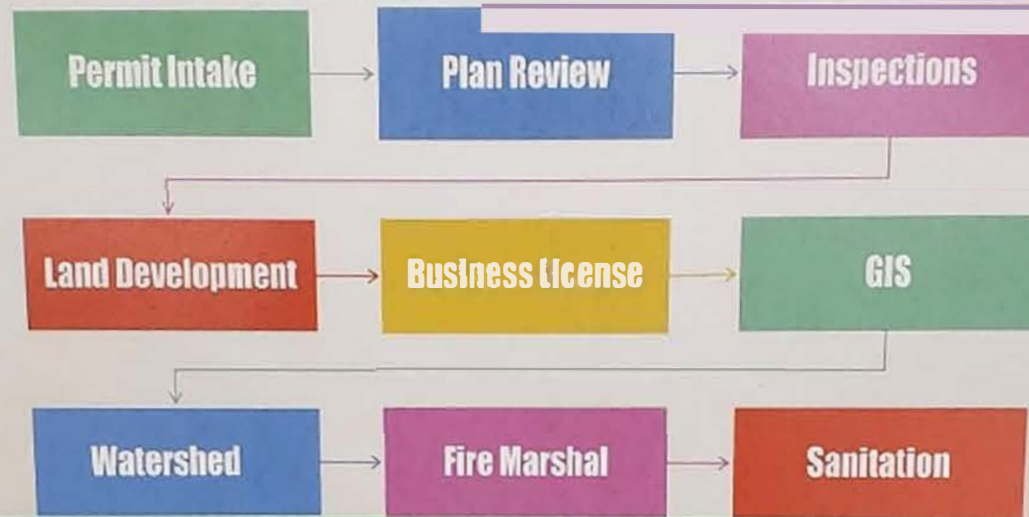 Permit Intake
Plan Review
Inspections
Land Development
Business License
GIS
Watershed
Fire Marshal
Sanitation